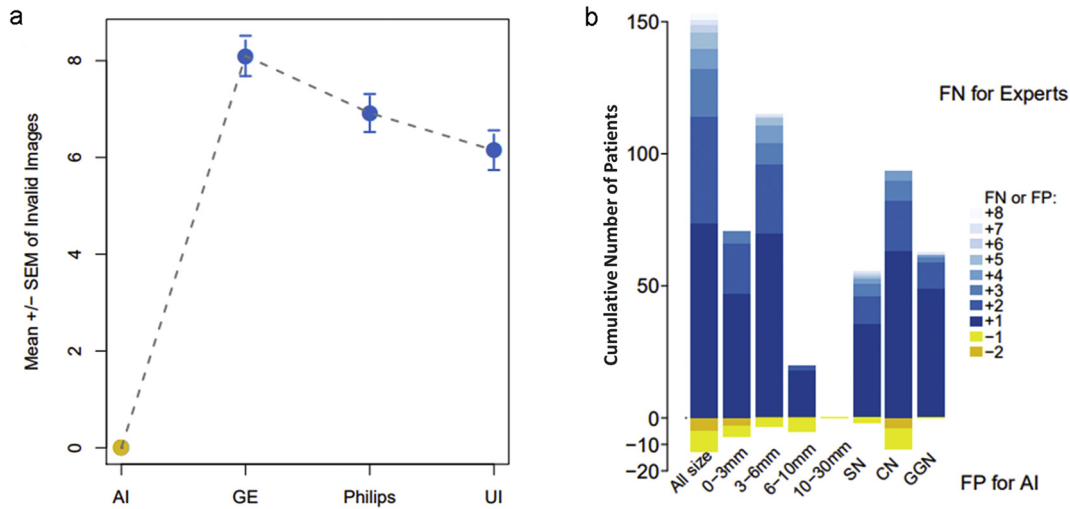 a
Mean +/− SEM of Invalid Images
8
6
4
2
0
AI GE Philips UI
b
Cumulative Number of Patients
150
100
50
0
−10
−20
FN for Experts
FN or FP:
+8
+7
+6
+5
+4
+3
+2
+1
−1
−2
All size 0−3mm 3−6mm 6−10mm 10−30mm SN CN GGN
FP for AI